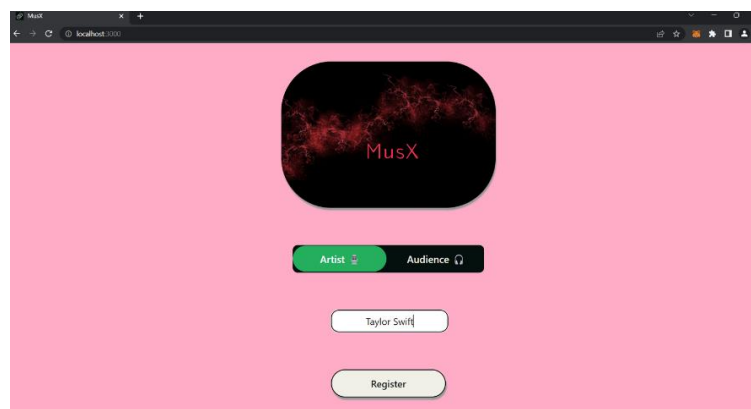 MusX
localhost:3000
MusX
Artist
Audience
Taylor Swift
Register